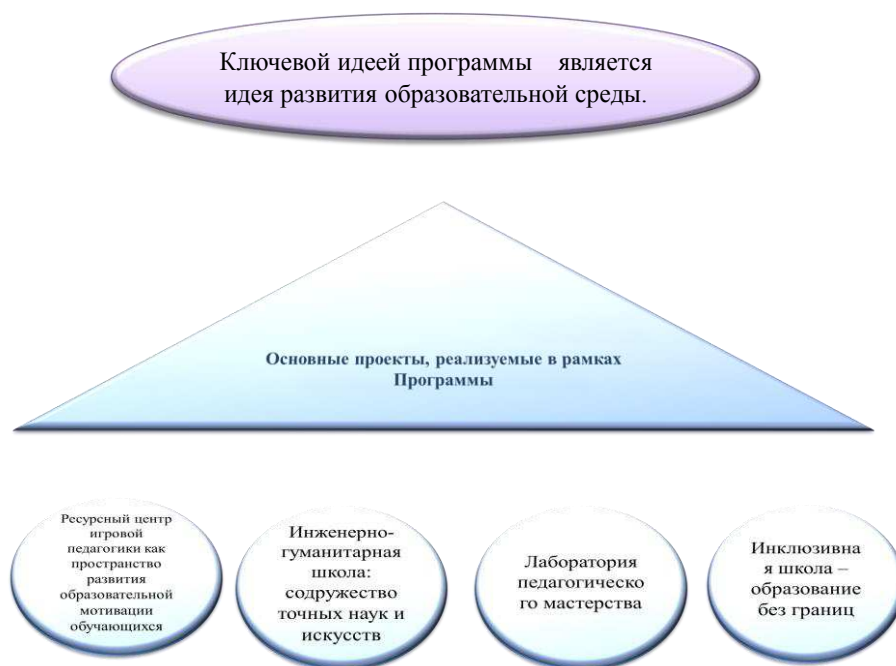 Ключевой идеей программы является
идея развития образовательной среды.
Основные проекты, реализуемые в рамках
Программы
Ресурсный центр
игровой
педагогики как
пространство
развития
образовательной
мотивации
обучающихся
Инженерно-
гуманитарная
школа:
содружество
точных наук и
искусств
Лаборатория
педагогическо
го мастерства
Инклюзивна
я школа –
образование
без границ